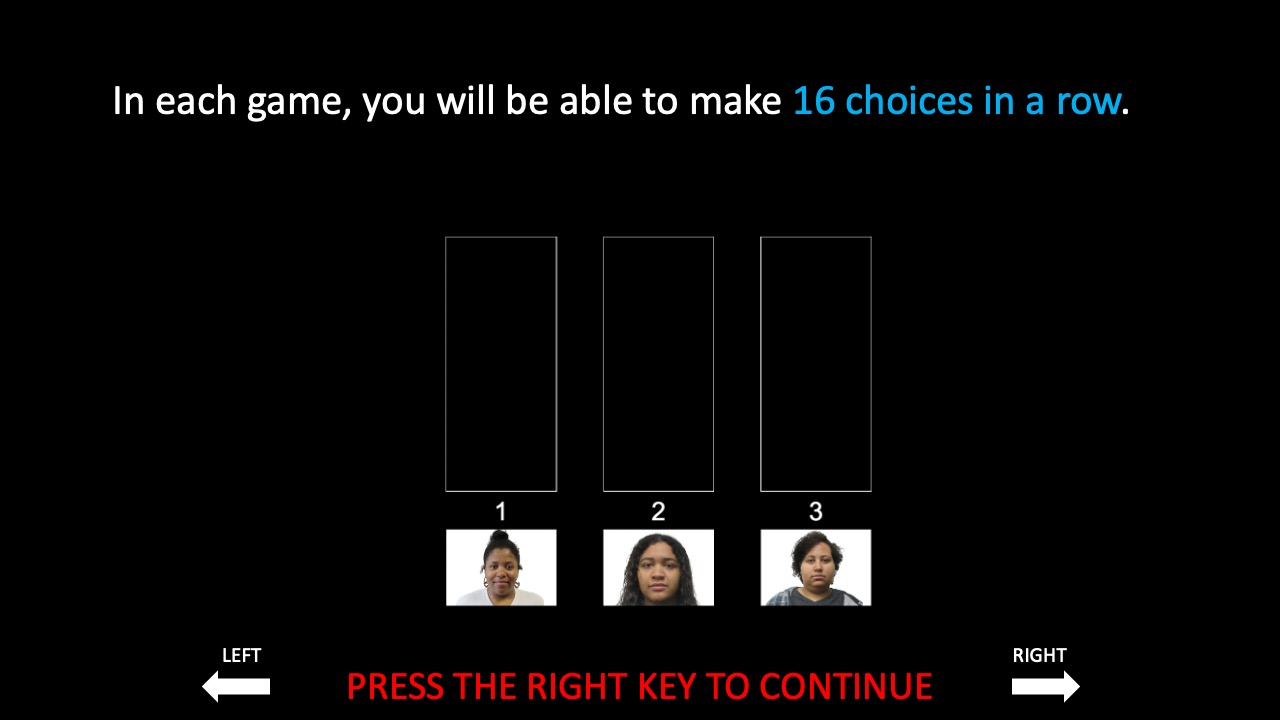 In each game, you will be able to make 16 choices in a row.
1 2 3
LEFT RIGHT
PRESS THE RIGHT KEY TO CONTINUE